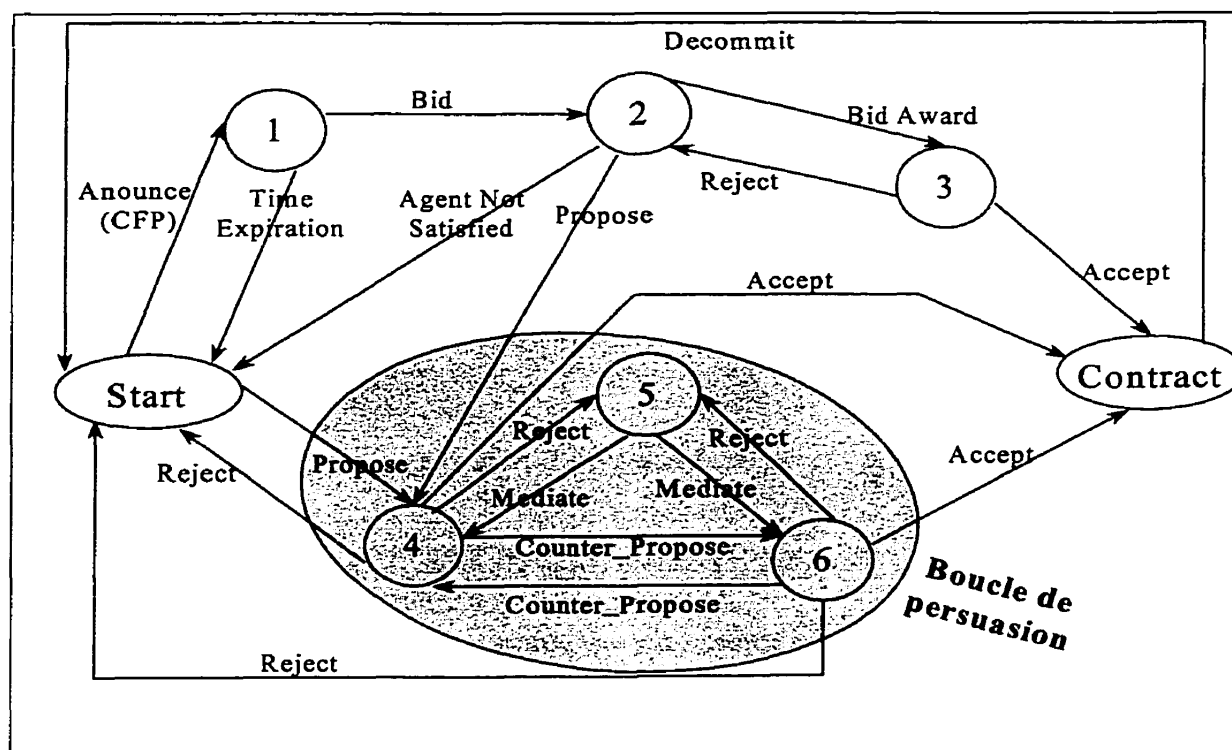 Decommit
Bid
1
2
Bid Award
Reject
3
Anounce
(CFP)
Time
Expiration
Agent Not
Satisfied
Propose
Accept
Accept
Start
Contract
5
Reject
Reject
Propose
Reject
Mediate
Mediate
Accept
4
Counter_Propose
6
Counter_Propose
Boucle de
persuasion
Reject